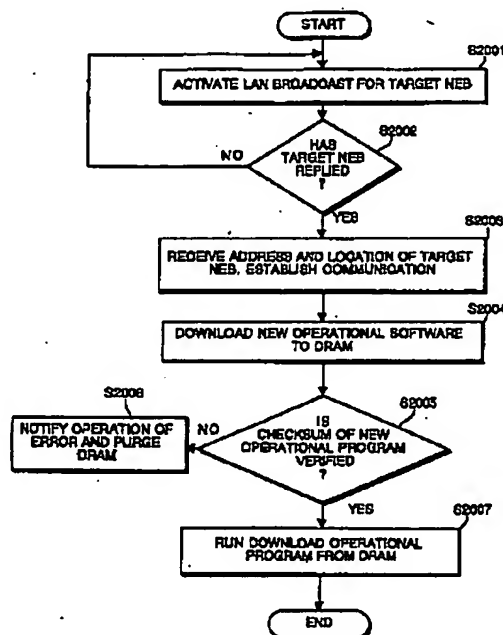 START
S2001
ACTIVATE LAN BROADCAST FOR TARGET NEB
S2002
HAS
TARGET NEB
REPLIED
?
NO
YES
S2003
RECEIVE ADDRESS AND LOCATION OF TARGET
NEB, ESTABLISH COMMUNICATION
S2004
DOWNLOAD NEW OPERATIONAL SOFTWARE
TO DRAM
S2005
IS
CHECKSUM OF NEW
OPERATIONAL PROGRAM
VERIFIED
?
S2006
NO
NOTIFY OPERATION OF
ERROR AND PURGE
DRAM
YES
S2007
RUN DOWNLOAD OPERATIONAL
PROGRAM FROM DRAM
END